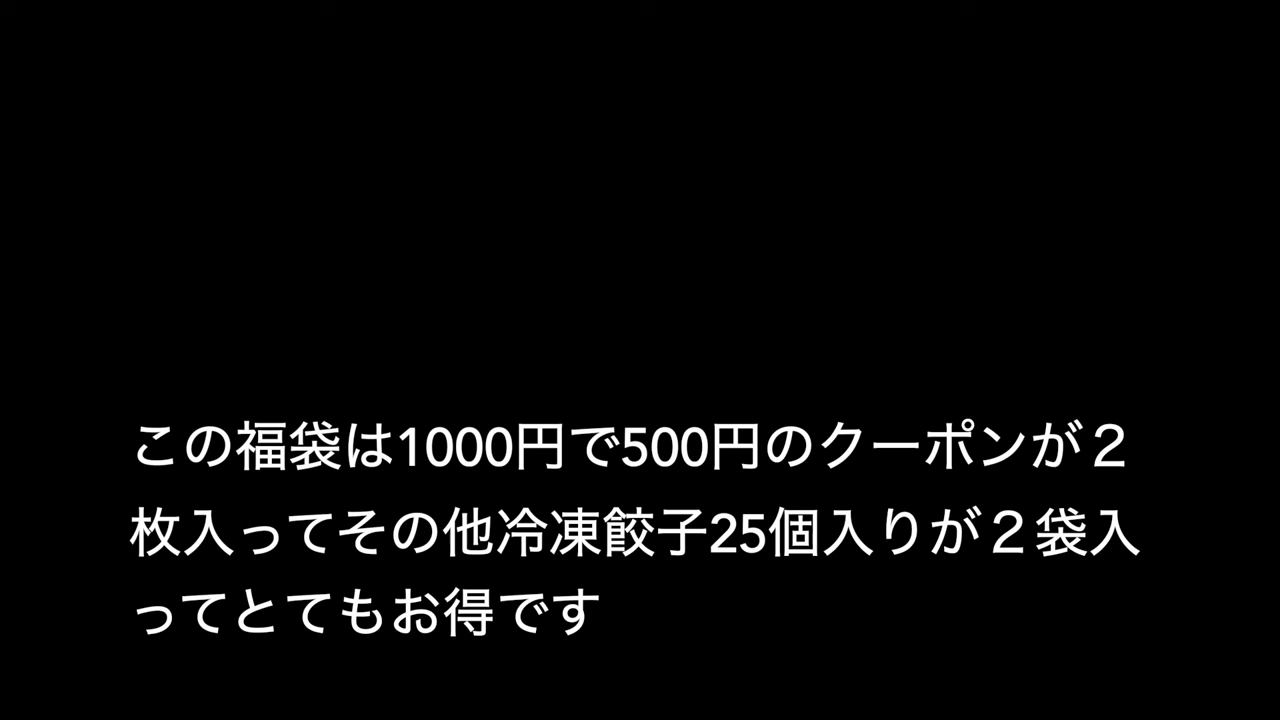 この福袋は1000円で500円のクーポンが２
枚入ってその他冷凍餃子25個入りが２袋入
ってとてもお得です